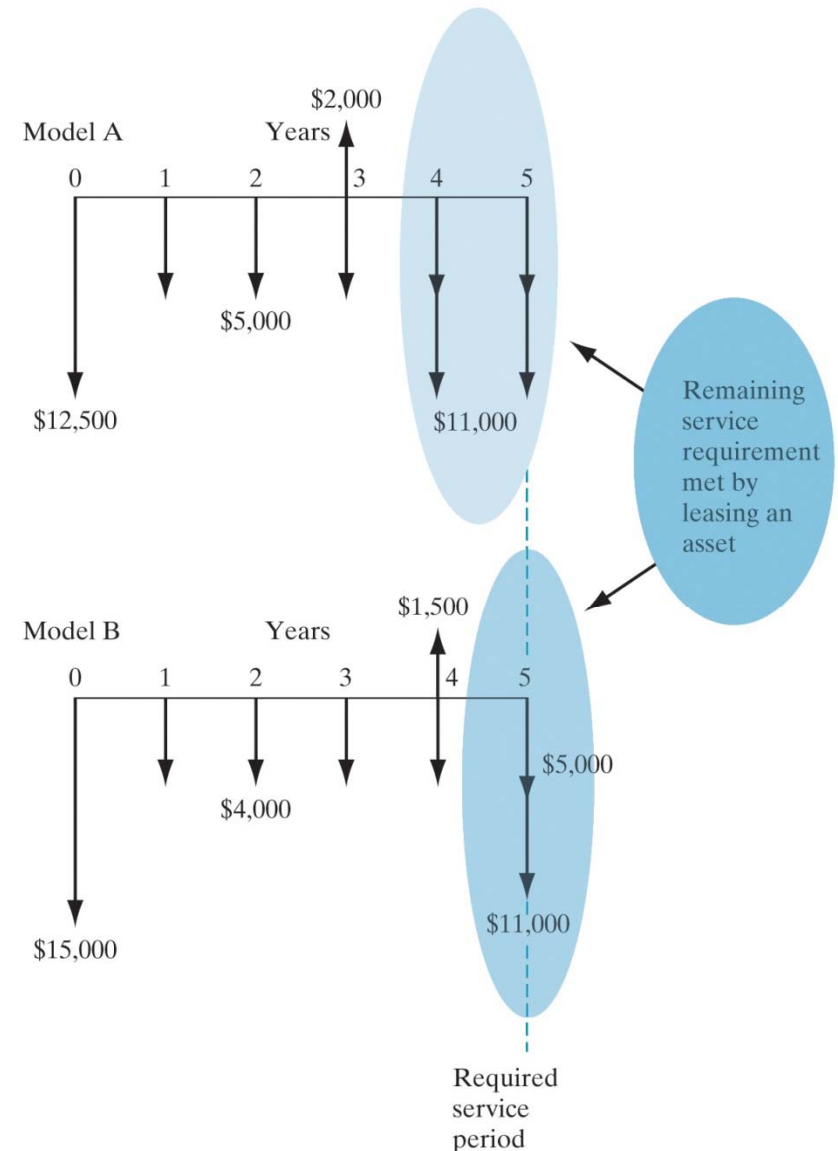 $2,000
Model A Years
0 1 2 3 4 5
$5,000
$12,500 $11,000
Remaining
service
requirement
met by
leasing an
asset
$1,500
Model B Years
0 1 2 3 4 5
$5,000
$4,000
$11,000
$15,000
Required
service
period